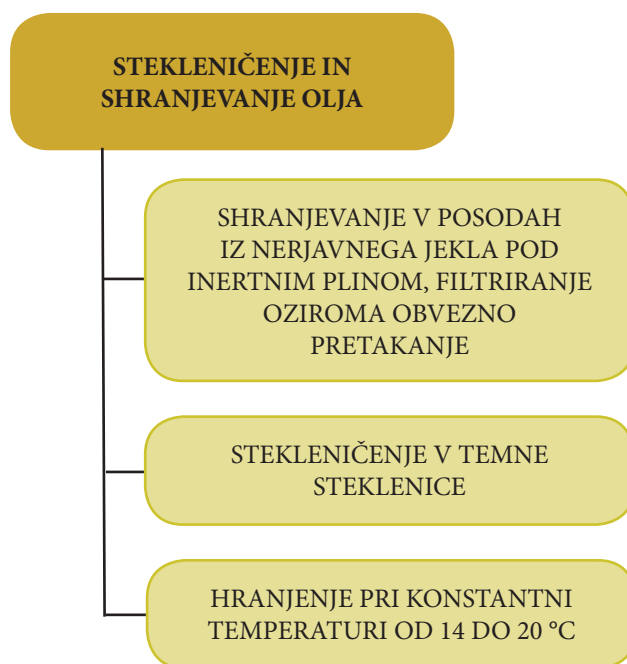 STEKLENIČENJE IN
SHRANJEVANJE OLJA
SHRANJEVANJE V POSODAH
IZ NERJAVNEGA JEKLA POD
INERTNIM PLINOM, FILTRIRANJE
OZIROMA OBVEZNO
PRETAKANJE
STEKLENIČENJE V TEMNE
STEKLENICE
HRANJENJE PRI KONSTANTNI
TEMPERATURI OD 14 DO 20 °C